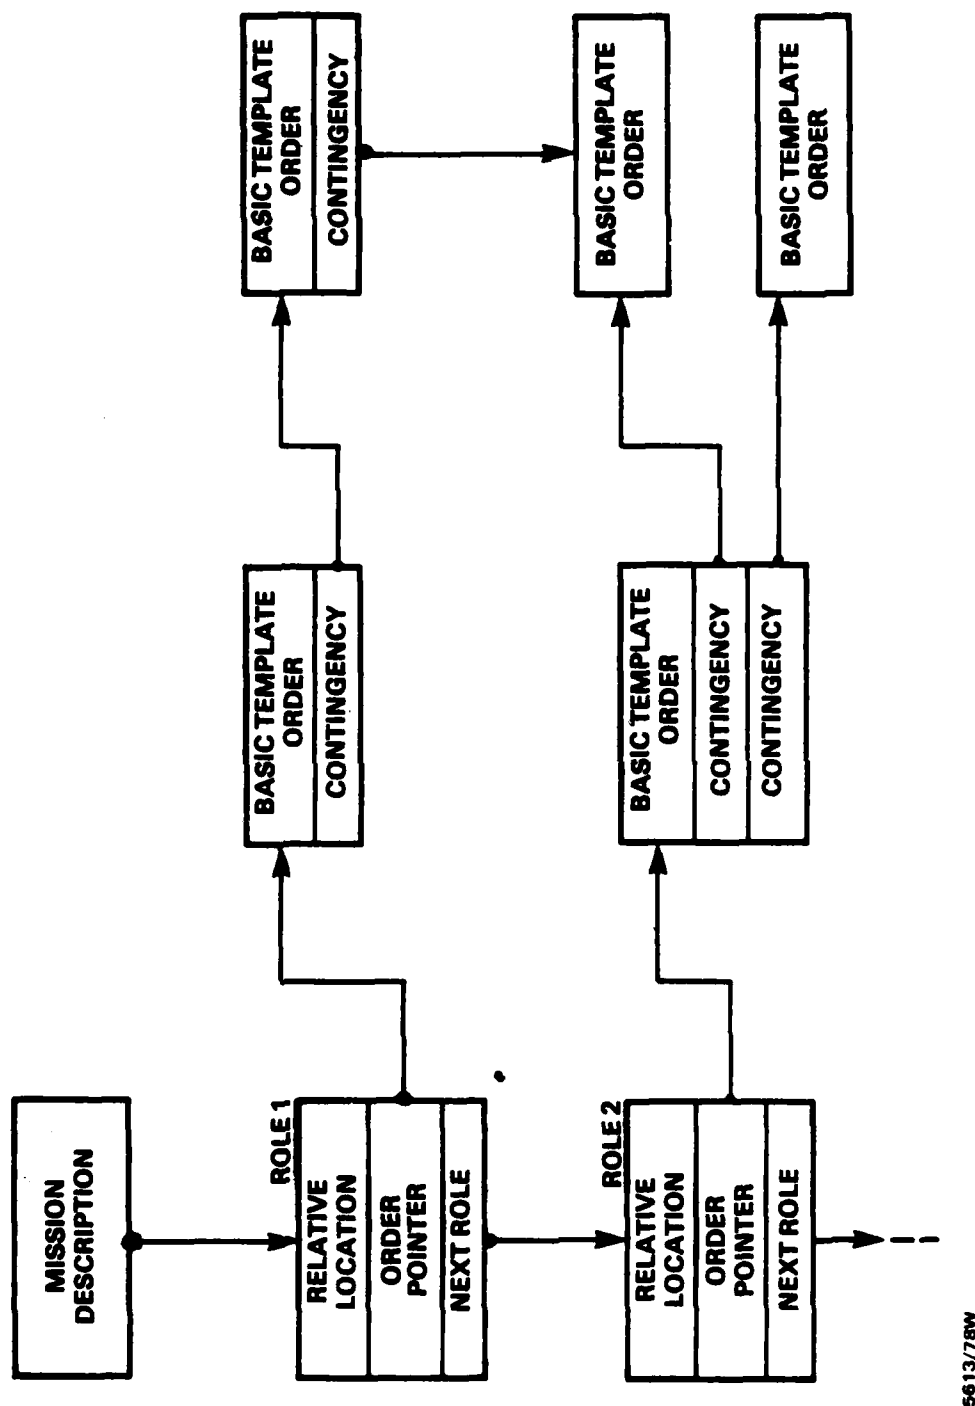 MISSION
DESCRIPTION
ROLE 1
RELATIVE
LOCATION
ORDER
POINTER
NEXT ROLE
BASIC TEMPLATE
ORDER
CONTINGENCY
BASIC TEMPLATE
ORDER
CONTINGENCY
ROLE 2
RELATIVE
LOCATION
ORDER
POINTER
NEXT ROLE
BASIC TEMPLATE
ORDER
CONTINGENCY
CONTINGENCY
BASIC TEMPLATE
ORDER
BASIC TEMPLATE
ORDER
5613/78W